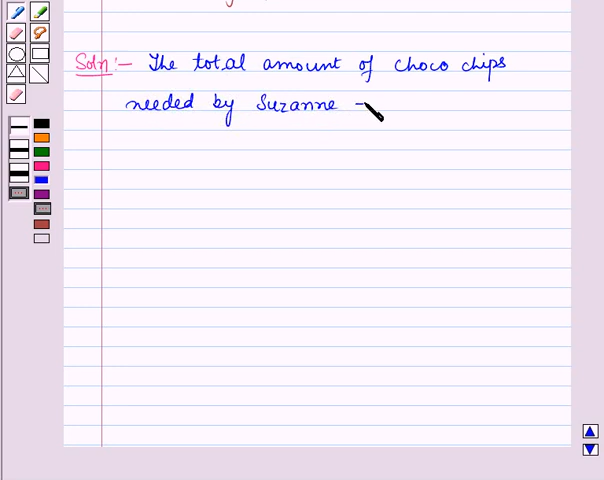 Soln:- The total amount of choco chips
needed by Suzanne -